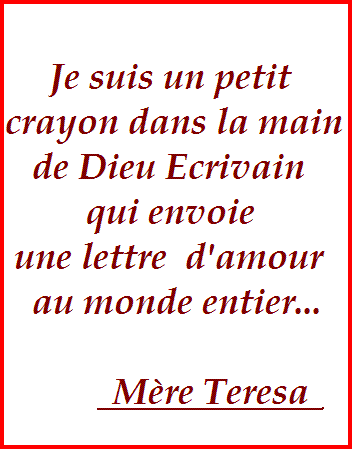 Je suis un petit
crayon dans la main
de Dieu Ecrivain
qui envoie
une lettre d'amour
au monde entier...
Mère Teresa